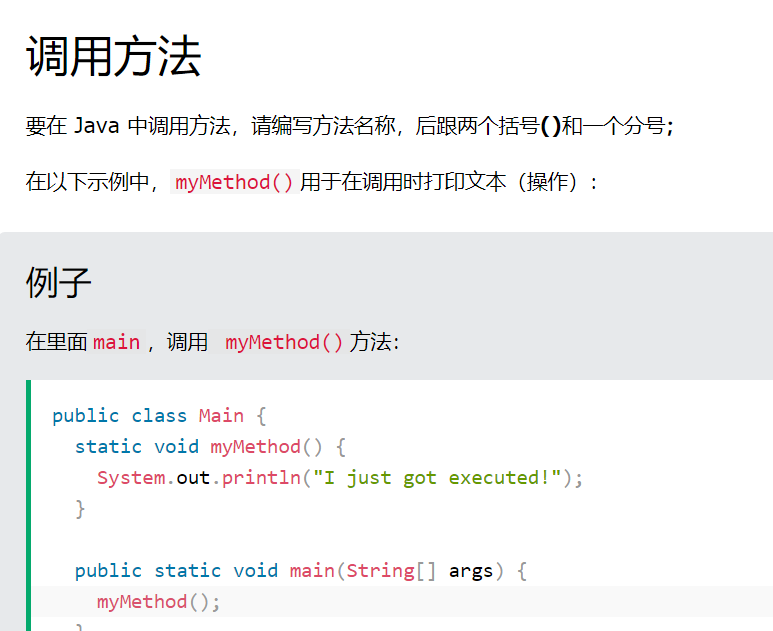 调用方法
要在 Java 中调用方法，请编写方法名称，后跟两个括号()和一个分号；
在以下示例中，myMethod() 用于在调用时打印文本（操作）:
例子
在里面 main ，调用 myMethod() 方法:
public class Main {
  static void myMethod() {
    System.out.println("I just got executed!");
  }
  public static void main(String[] args) {
    myMethod();
  }